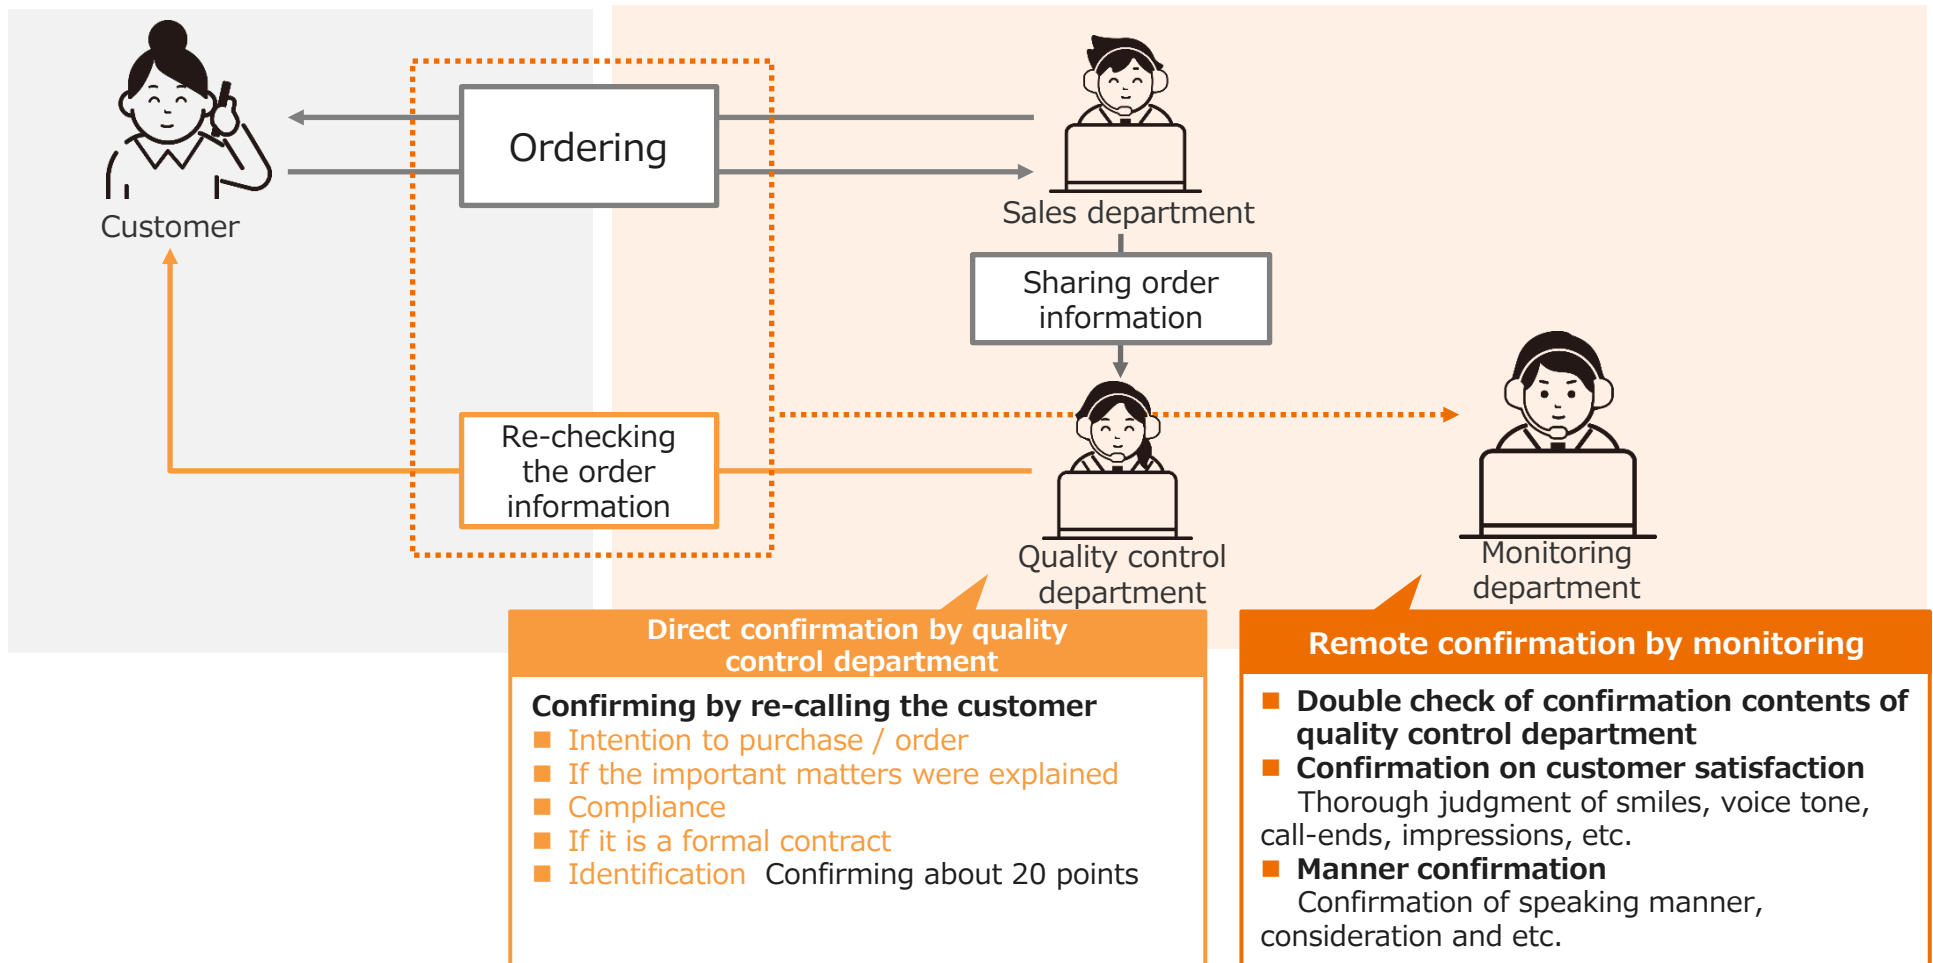 Ordering
Customer
Sales department
Sharing order
information
Re-checking
the order
information
Quality control
department
Monitoring
department
Direct confirmation by quality
control department
Confirming by re-calling the customer
■ Intention to purchase / order
■ If the important matters were explained
■ Compliance
■ If it is a formal contract
■ Identification  Confirming about 20 points
Remote confirmation by monitoring
■ Double check of confirmation contents of
quality control department
■ Confirmation on customer satisfaction
Thorough judgment of smiles, voice tone,
call-ends, impressions, etc.
■ Manner confirmation
Confirmation of speaking manner,
consideration and etc.